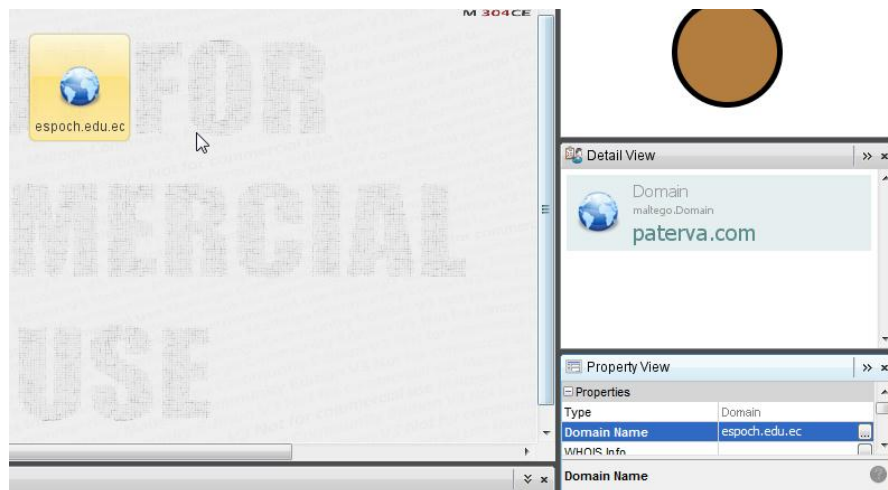 M 304CE
FOR
MERCIAL
USE
espoch.edu.ec
Detail View
Domain
maltego.Domain
paterva.com
Property View
Properties
Type Domain
Domain Name espoch.edu.ec
WHOIS Info
Domain Name